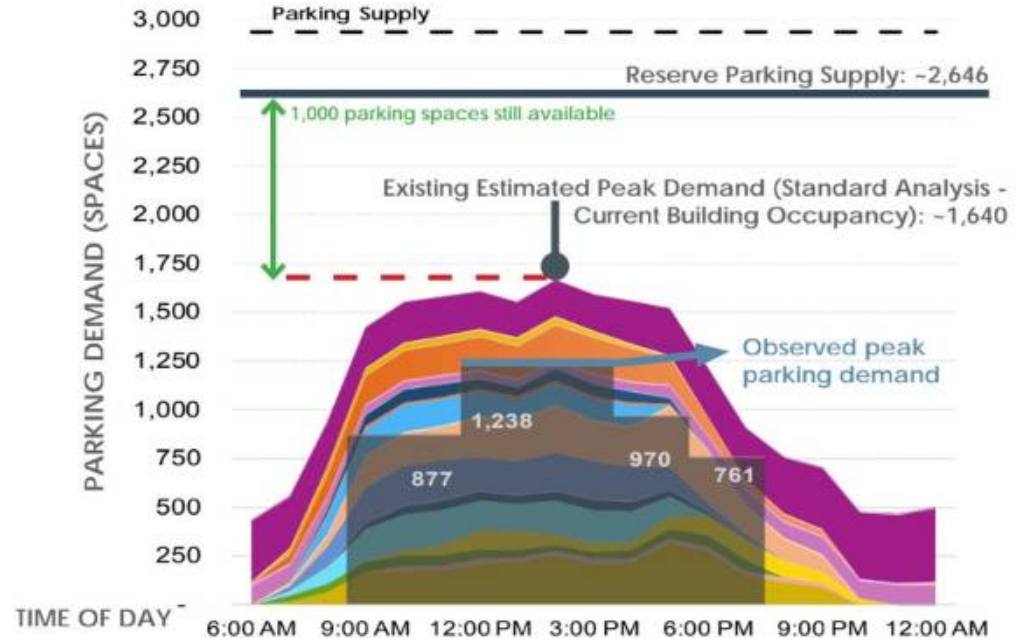 Parking Supply
3,000
2,750
2,500
2,250
2,000
1,750
1,500
1,250
1,000
750
500
250
-
PARKING DEMAND (SPACES)
Reserve Parking Supply: ~2,646
1,000 parking spaces still available
Existing Estimated Peak Demand (Standard Analysis -
Current Building Occupancy): ~1,640
Observed peak
parking demand
877
1,238
970
761
TIME OF DAY
6:00 AM 9:00 AM 12:00 PM 3:00 PM 6:00 PM 9:00 PM 12:00 AM